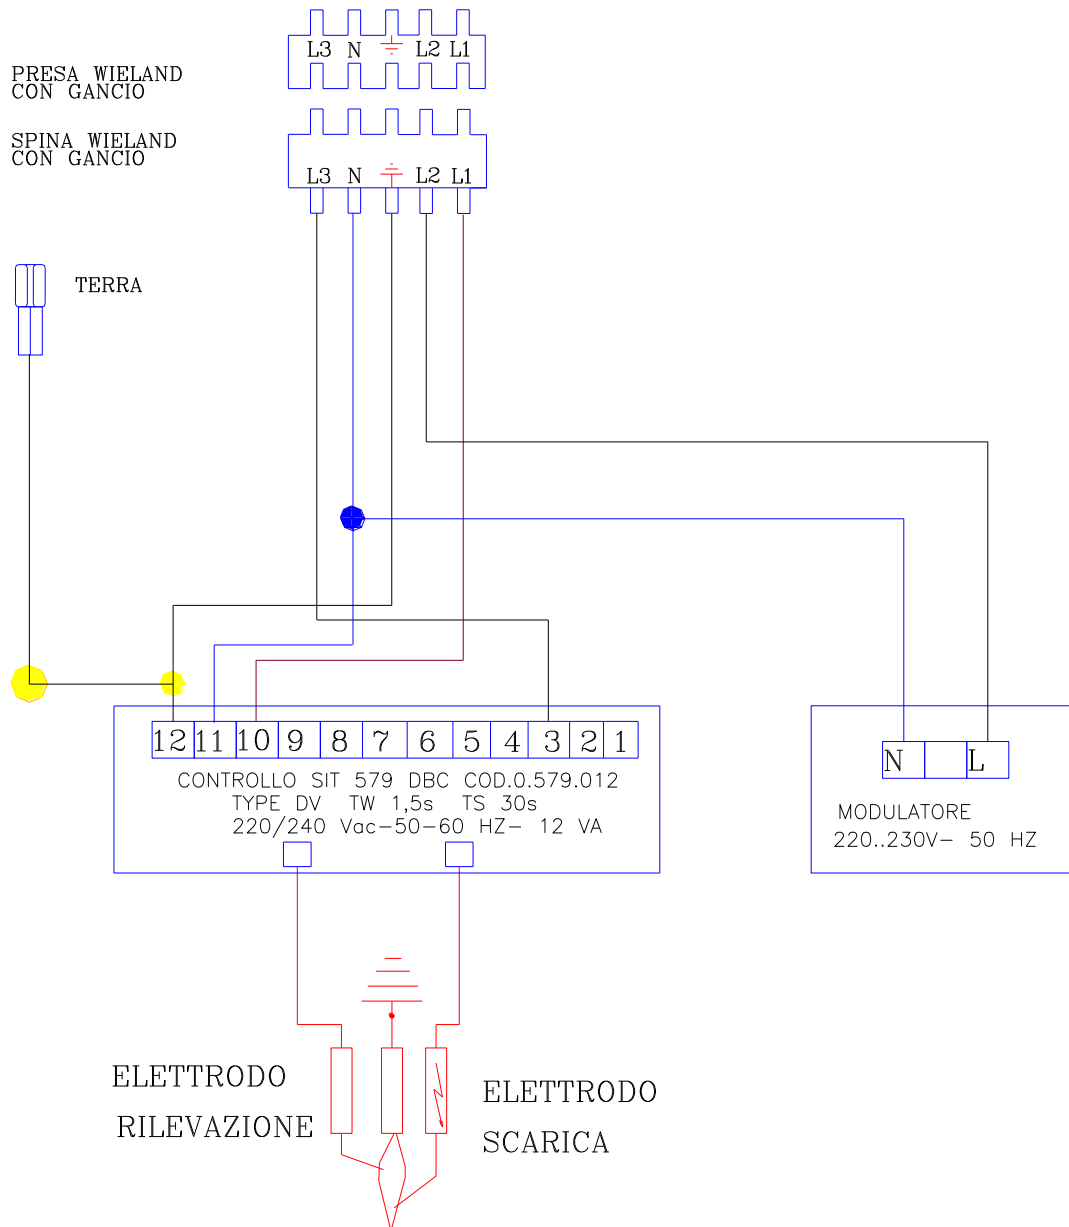 L3 N L2 L1
PRESA WIELAND
CON GANCIO
SPINA WIELAND
CON GANCIO
L3 N L2 L1
TERRA
12 11 10 9 8 7 6 5 4 3 2 1
CONTROLLO SIT 579 DBC COD.0.579.012
TYPE DV TW 1,5s TS 30s
220/240 Vac-50-60 HZ- 12 VA
N L
MODULATORE
220..230V- 50 HZ
ELETTRODO
RILEVAZIONE
ELETTRODO
SCARICA